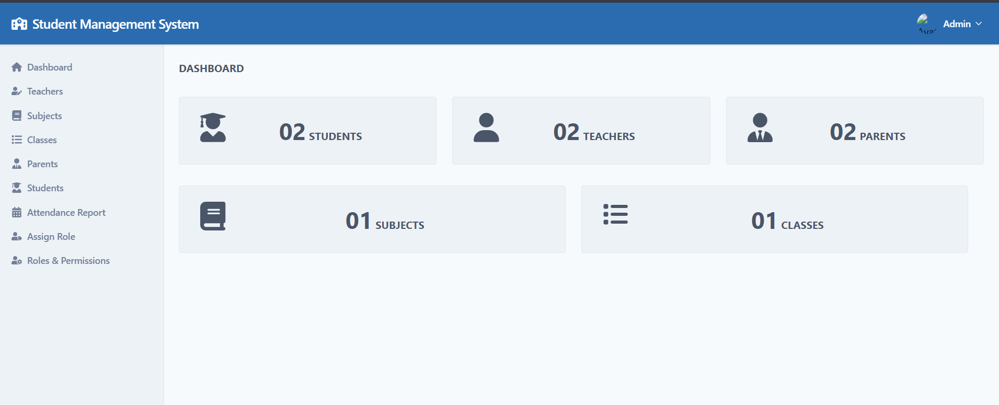 Student Management System
Admin
Dashboard
Teachers
Subjects
Classes
Parents
Students
Attendance Report
Assign Role
Roles & Permissions
DASHBOARD
02 STUDENTS
02 TEACHERS
02 PARENTS
01 SUBJECTS
01 CLASSES